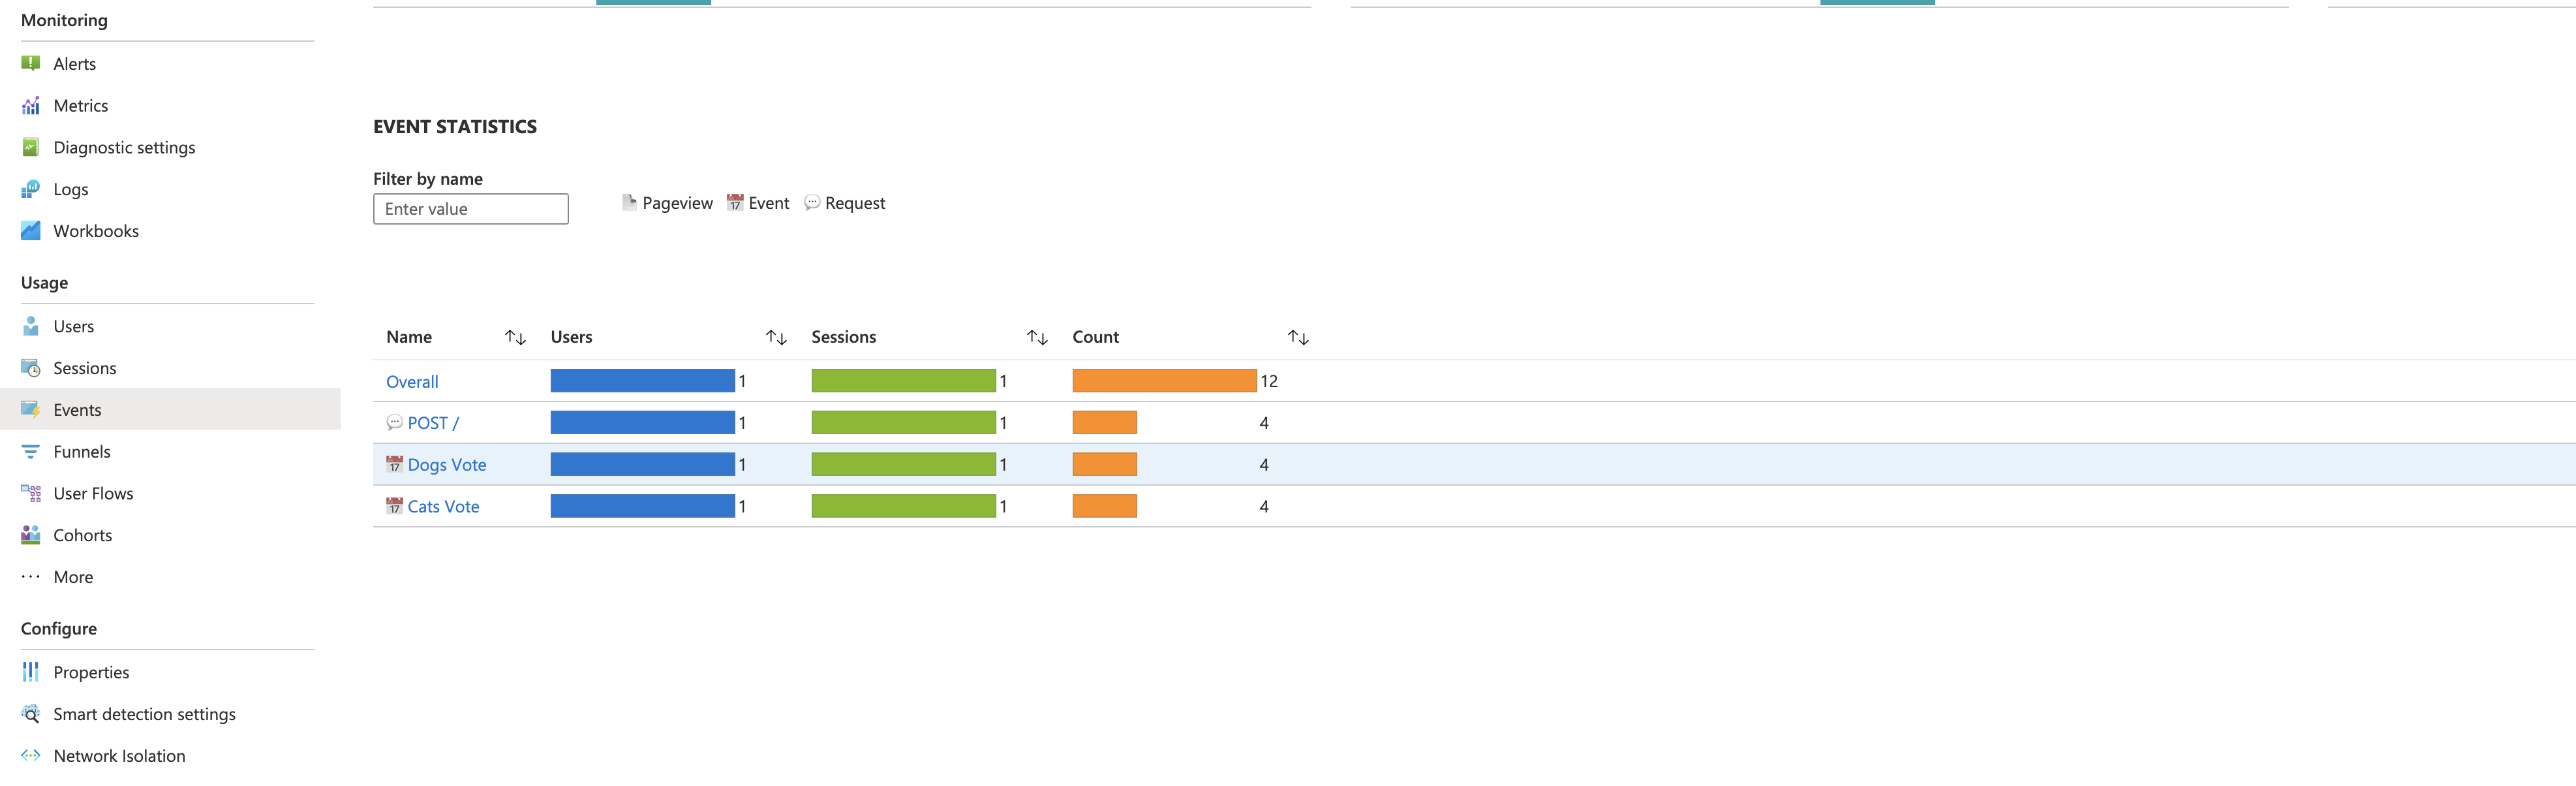 Monitoring
Alerts
Metrics
Diagnostic settings
Logs
Workbooks
Usage
Users
Sessions
Events
Funnels
User Flows
Cohorts
More
Configure
Properties
Smart detection settings
Network Isolation
EVENT STATISTICS
Filter by name
Enter value
Pageview Event Request
Name Users Sessions Count
Overall 1 1 12
POST / 1 1 4
17 Dogs Vote 1 1 4
17 Cats Vote 1 1 4